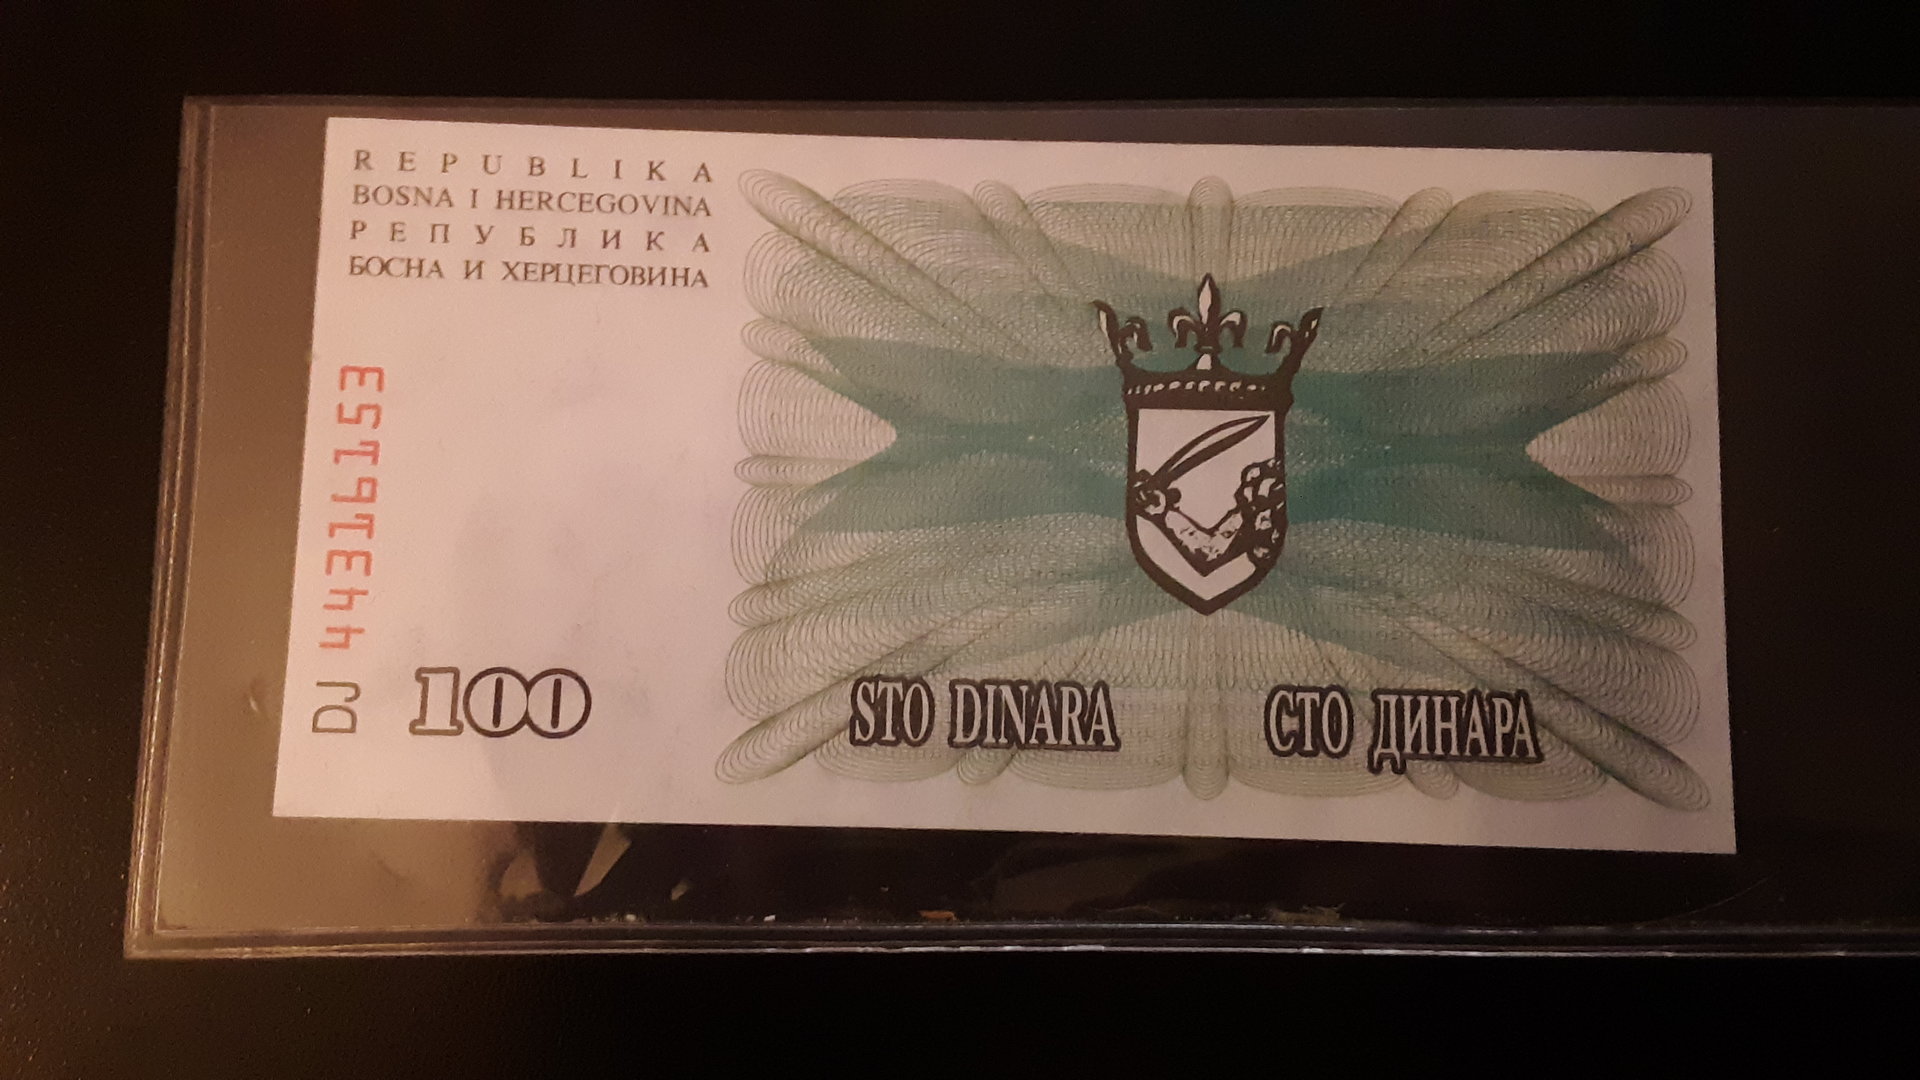 REPUBLIKA
BOSNA I HERCEGOVINA
РЕПУБЛИКА
БОСНА И ХЕРЦЕГОВИНА
DJ 44316153
100
STO DINARA
СТО ДИНАРА